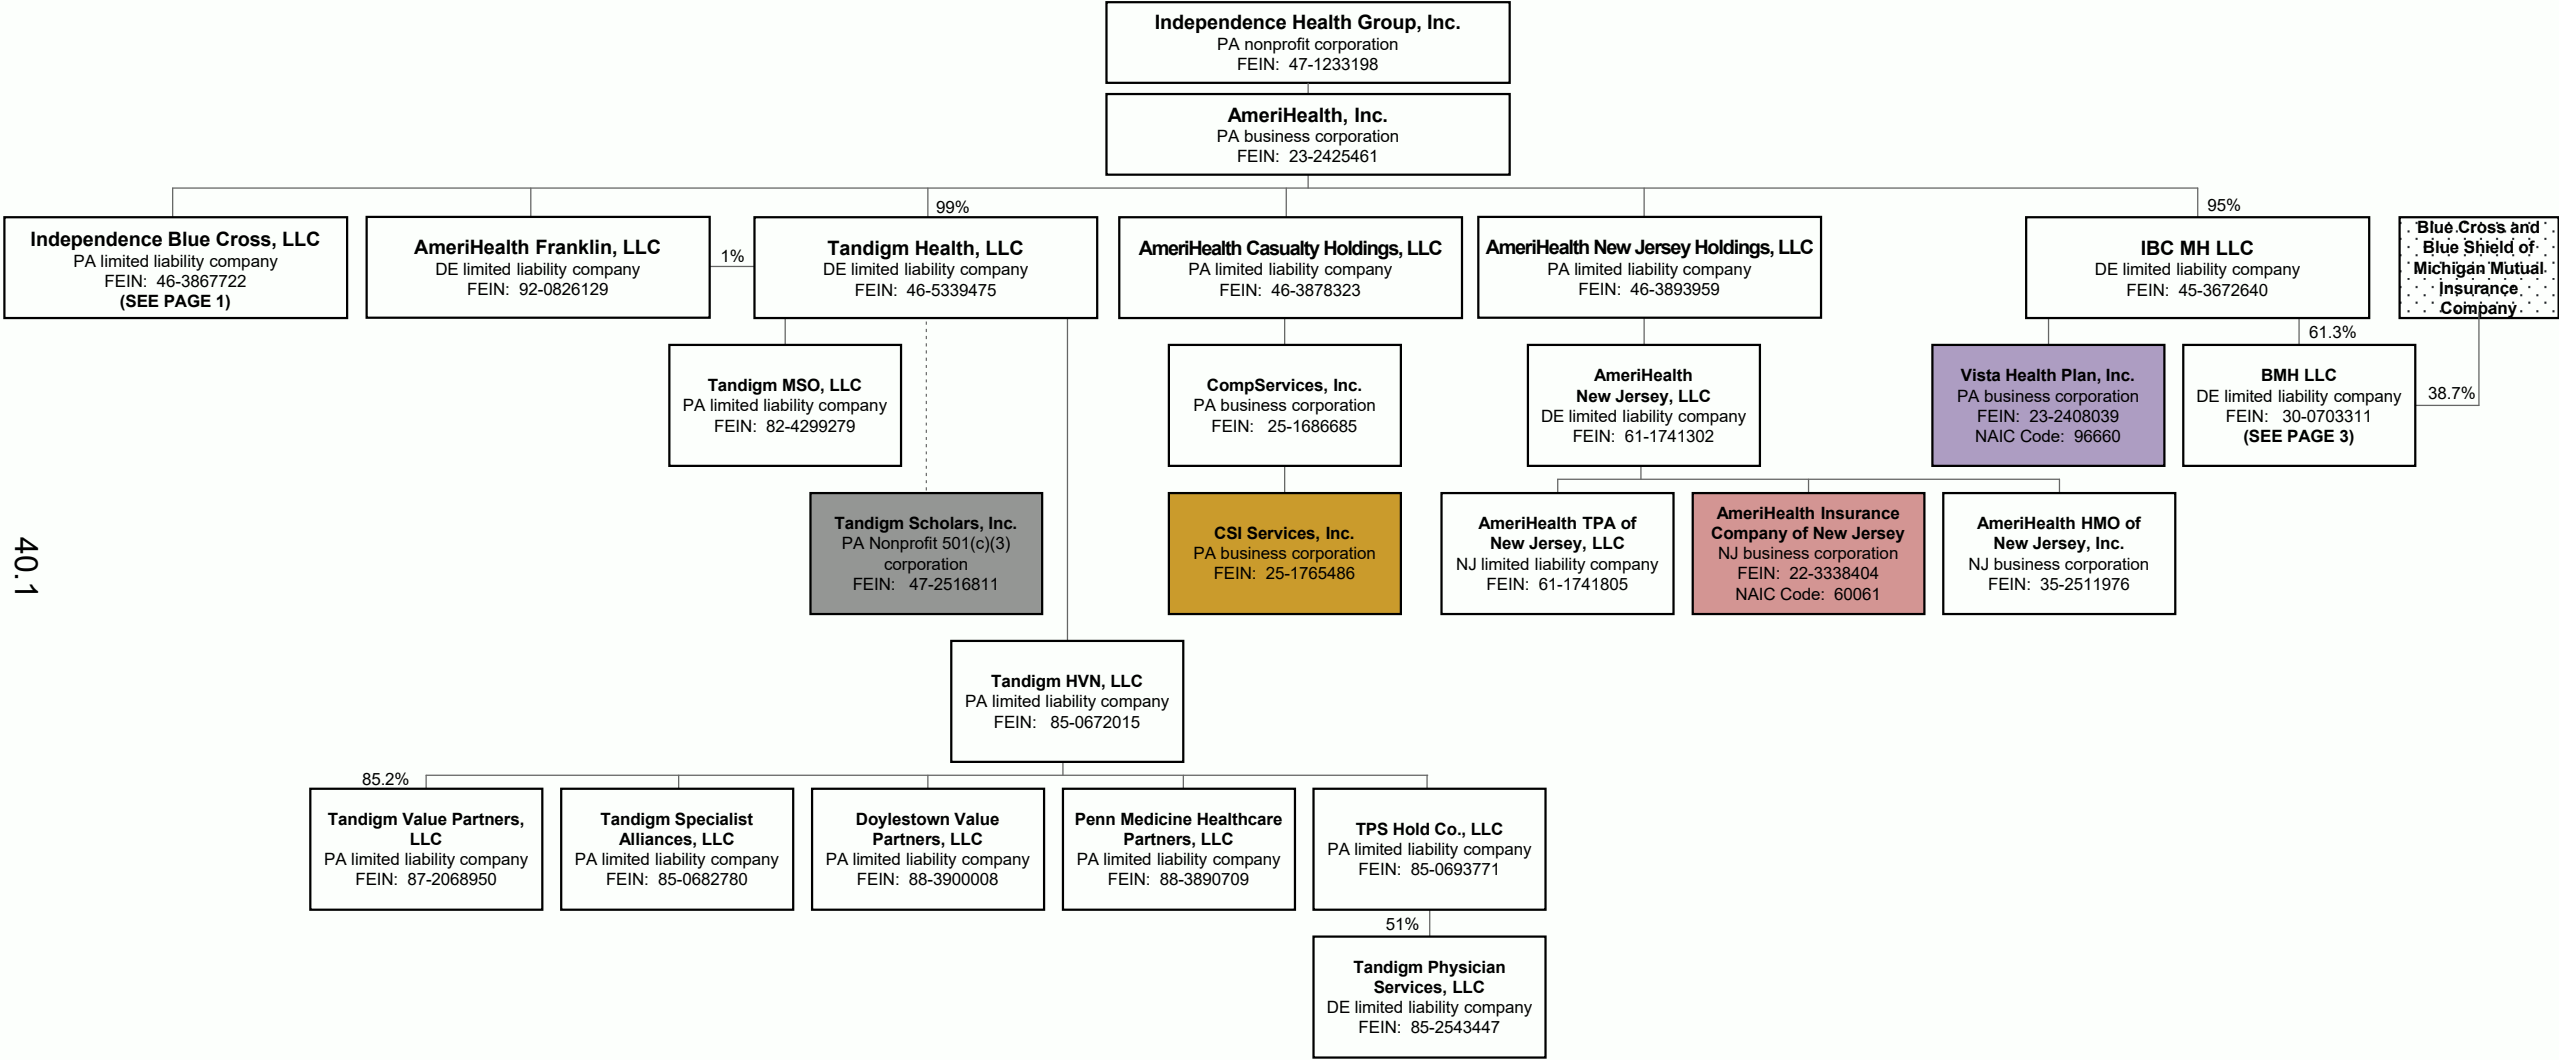 Independence Health Group, Inc.
PA nonprofit corporation
FEIN: 47-1233198
AmeriHealth, Inc.
PA business corporation
FEIN: 23-2425461
99%
95%
Independence Blue Cross, LLC
PA limited liability company
FEIN: 46-3867722
(SEE PAGE 1)
AmeriHealth Franklin, LLC
DE limited liability company
FEIN: 92-0826129
1%
Tandigm Health, LLC
DE limited liability company
FEIN: 46-5339475
AmeriHealth Casualty Holdings, LLC
PA limited liability company
FEIN: 46-3878323
AmeriHealth New Jersey Holdings, LLC
PA limited liability company
FEIN: 46-3893959
IBC MH LLC
DE limited liability company
FEIN: 45-3672640
Blue Cross and
Blue Shield of
Michigan Mutual
Insurance
Company
61.3%
Tandigm MSO, LLC
PA limited liability company
FEIN: 82-4299279
CompServices, Inc.
PA business corporation
FEIN: 25-1686685
AmeriHealth
New Jersey, LLC
DE limited liability company
FEIN: 61-1741302
Vista Health Plan, Inc.
PA business corporation
FEIN: 23-2408039
NAIC Code: 96660
BMH LLC
DE limited liability company
FEIN: 30-0703311
(SEE PAGE 3)
38.7%
Tandigm Scholars, Inc.
PA Nonprofit 501(c)(3)
corporation
FEIN: 47-2516811
CSI Services, Inc.
PA business corporation
FEIN: 25-1765486
AmeriHealth TPA of
New Jersey, LLC
NJ limited liability company
FEIN: 61-1741805
AmeriHealth Insurance
Company of New Jersey
NJ business corporation
FEIN: 22-3338404
NAIC Code: 60061
AmeriHealth HMO of
New Jersey, Inc.
NJ business corporation
FEIN: 35-2511976
40.1
Tandigm HVN, LLC
PA limited liability company
FEIN: 85-0672015
85.2%
Tandigm Value Partners,
LLC
PA limited liability company
FEIN: 87-2068950
Tandigm Specialist
Alliances, LLC
PA limited liability company
FEIN: 85-0682780
Doylestown Value
Partners, LLC
PA limited liability company
FEIN: 88-3900008
Penn Medicine Healthcare
Partners, LLC
PA limited liability company
FEIN: 88-3890709
TPS Hold Co., LLC
PA limited liability company
FEIN: 85-0693771
51%
Tandigm Physician
Services, LLC
DE limited liability company
FEIN: 85-2543447